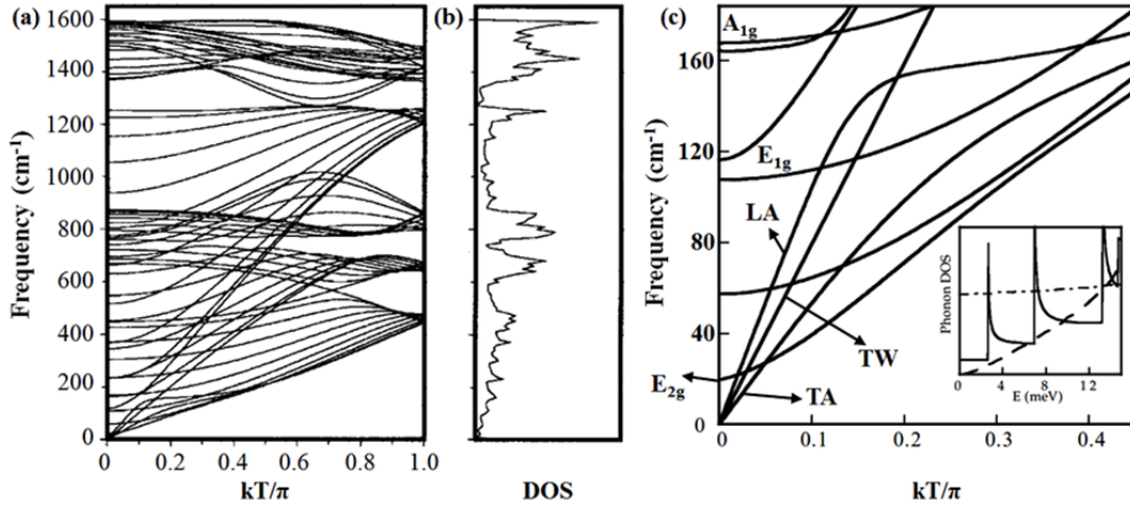 (a)
1600
1400
1200
1000
800
600
400
200
0
Frequency (cm⁻¹)
0
0.2
0.4
0.6
0.8
1.0
kT/π
(b)
DOS
(c)
160
120
80
40
0
Frequency (cm⁻¹)
A₁g
E₁g
LA
TW
E₂g
TA
Phonon DOS
0
4
8
12
E (meV)
0
0.1
0.2
0.3
0.4
kT/π